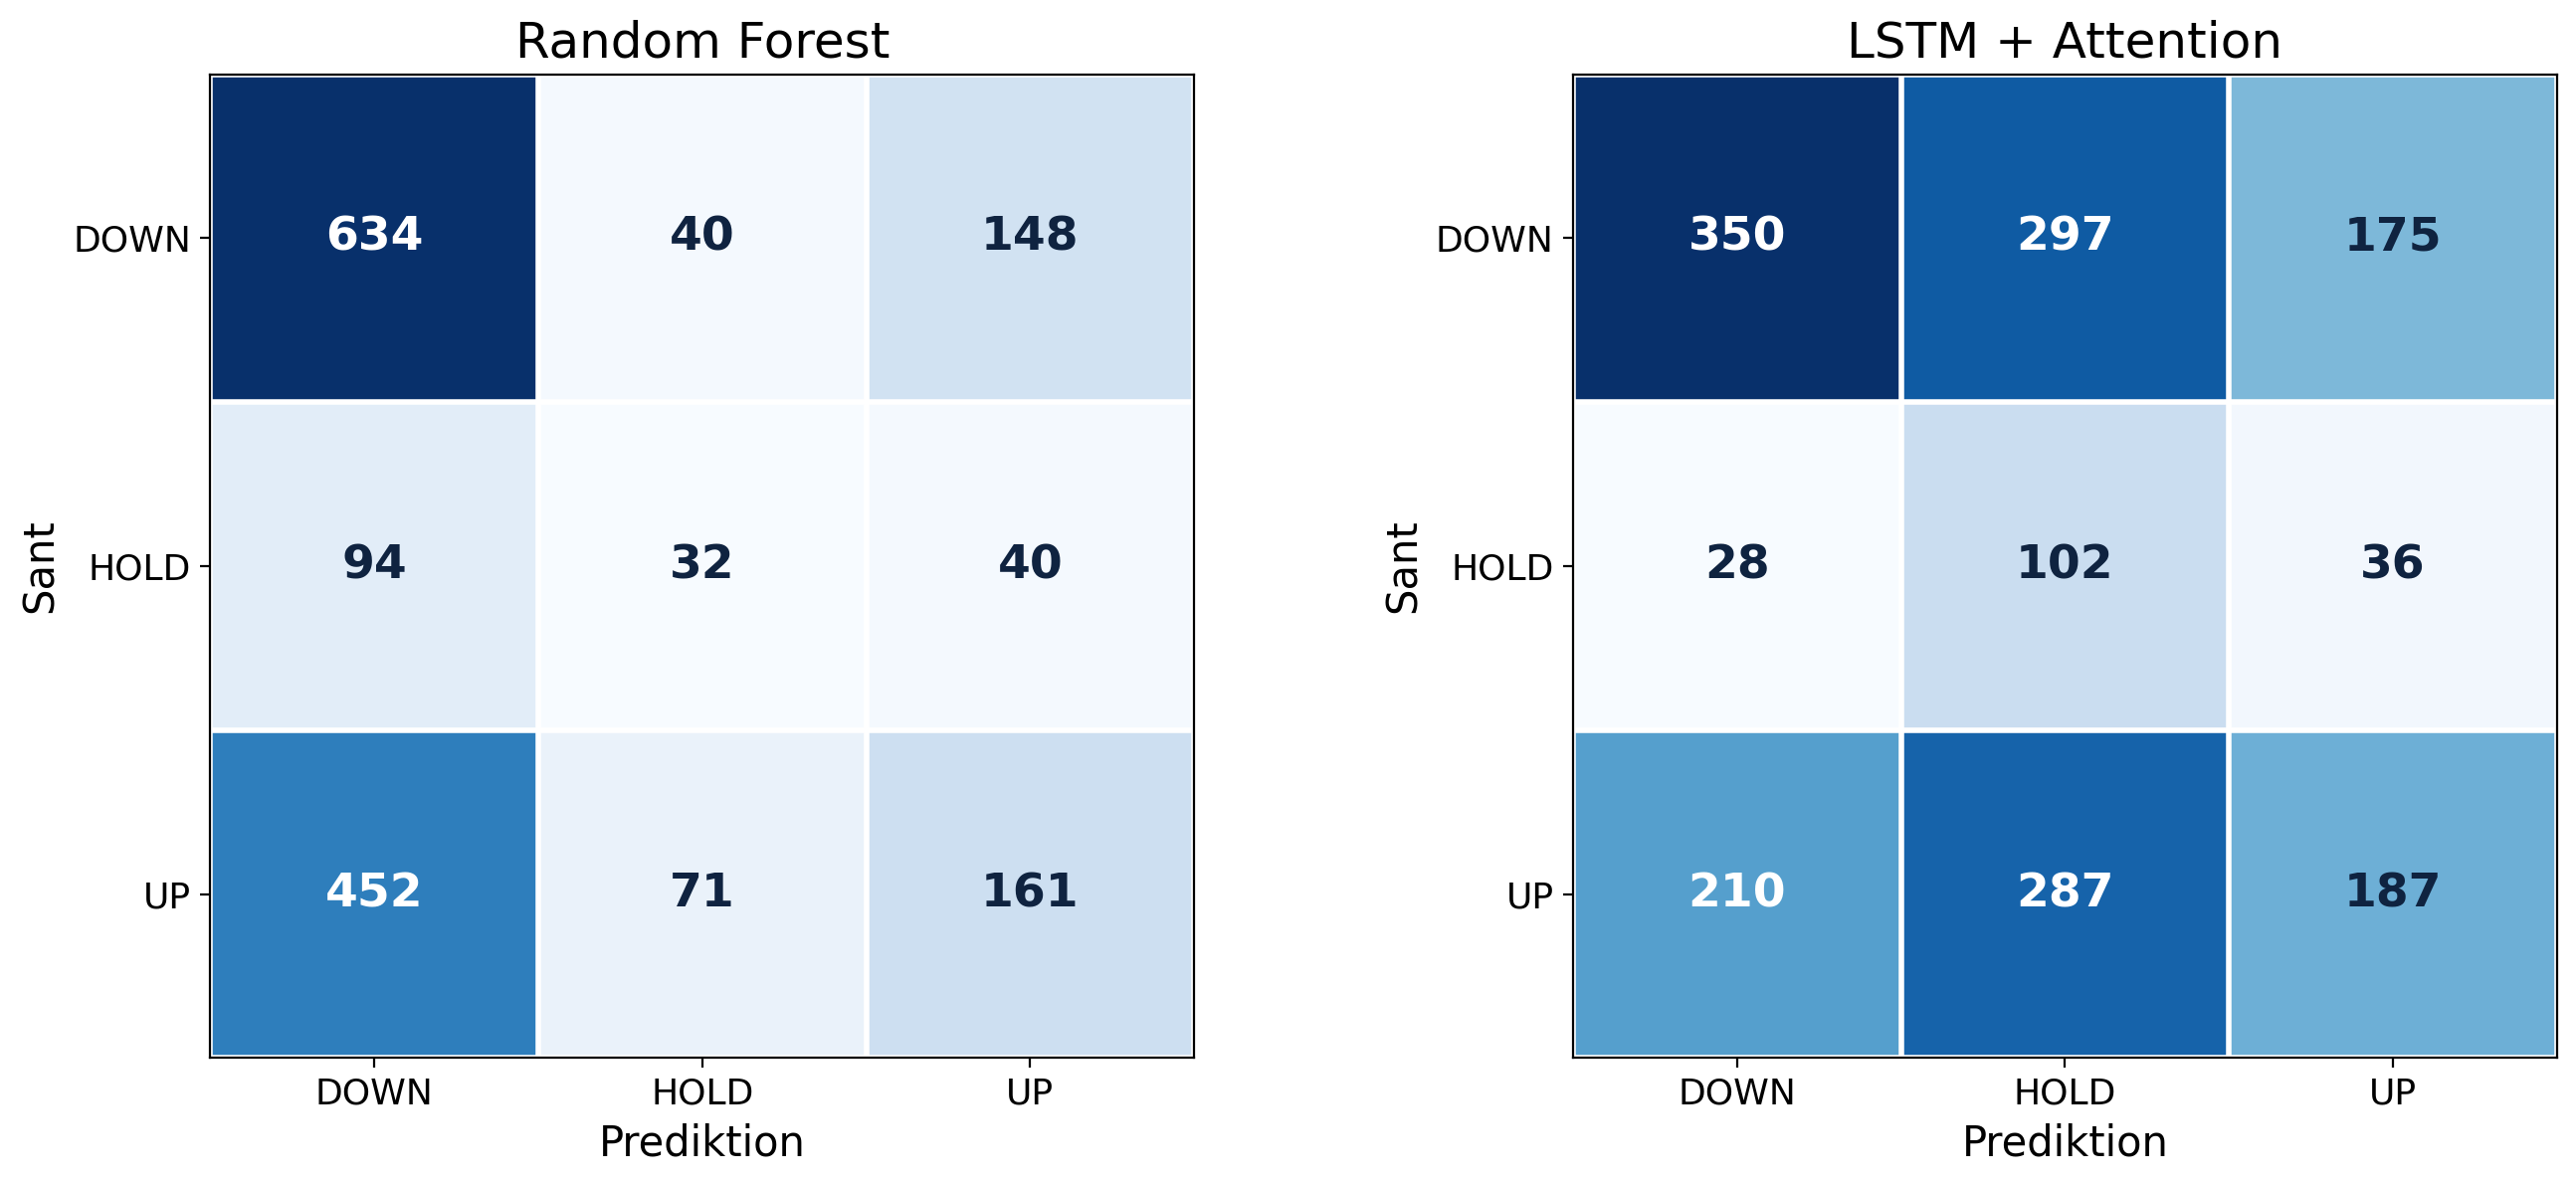 Random Forest
Sant
DOWN 634 40 148
HOLD 94 32 40
UP 452 71 161
DOWN HOLD UP
Prediktion
LSTM + Attention
Sant
DOWN 350 297 175
HOLD 28 102 36
UP 210 287 187
DOWN HOLD UP
Prediktion